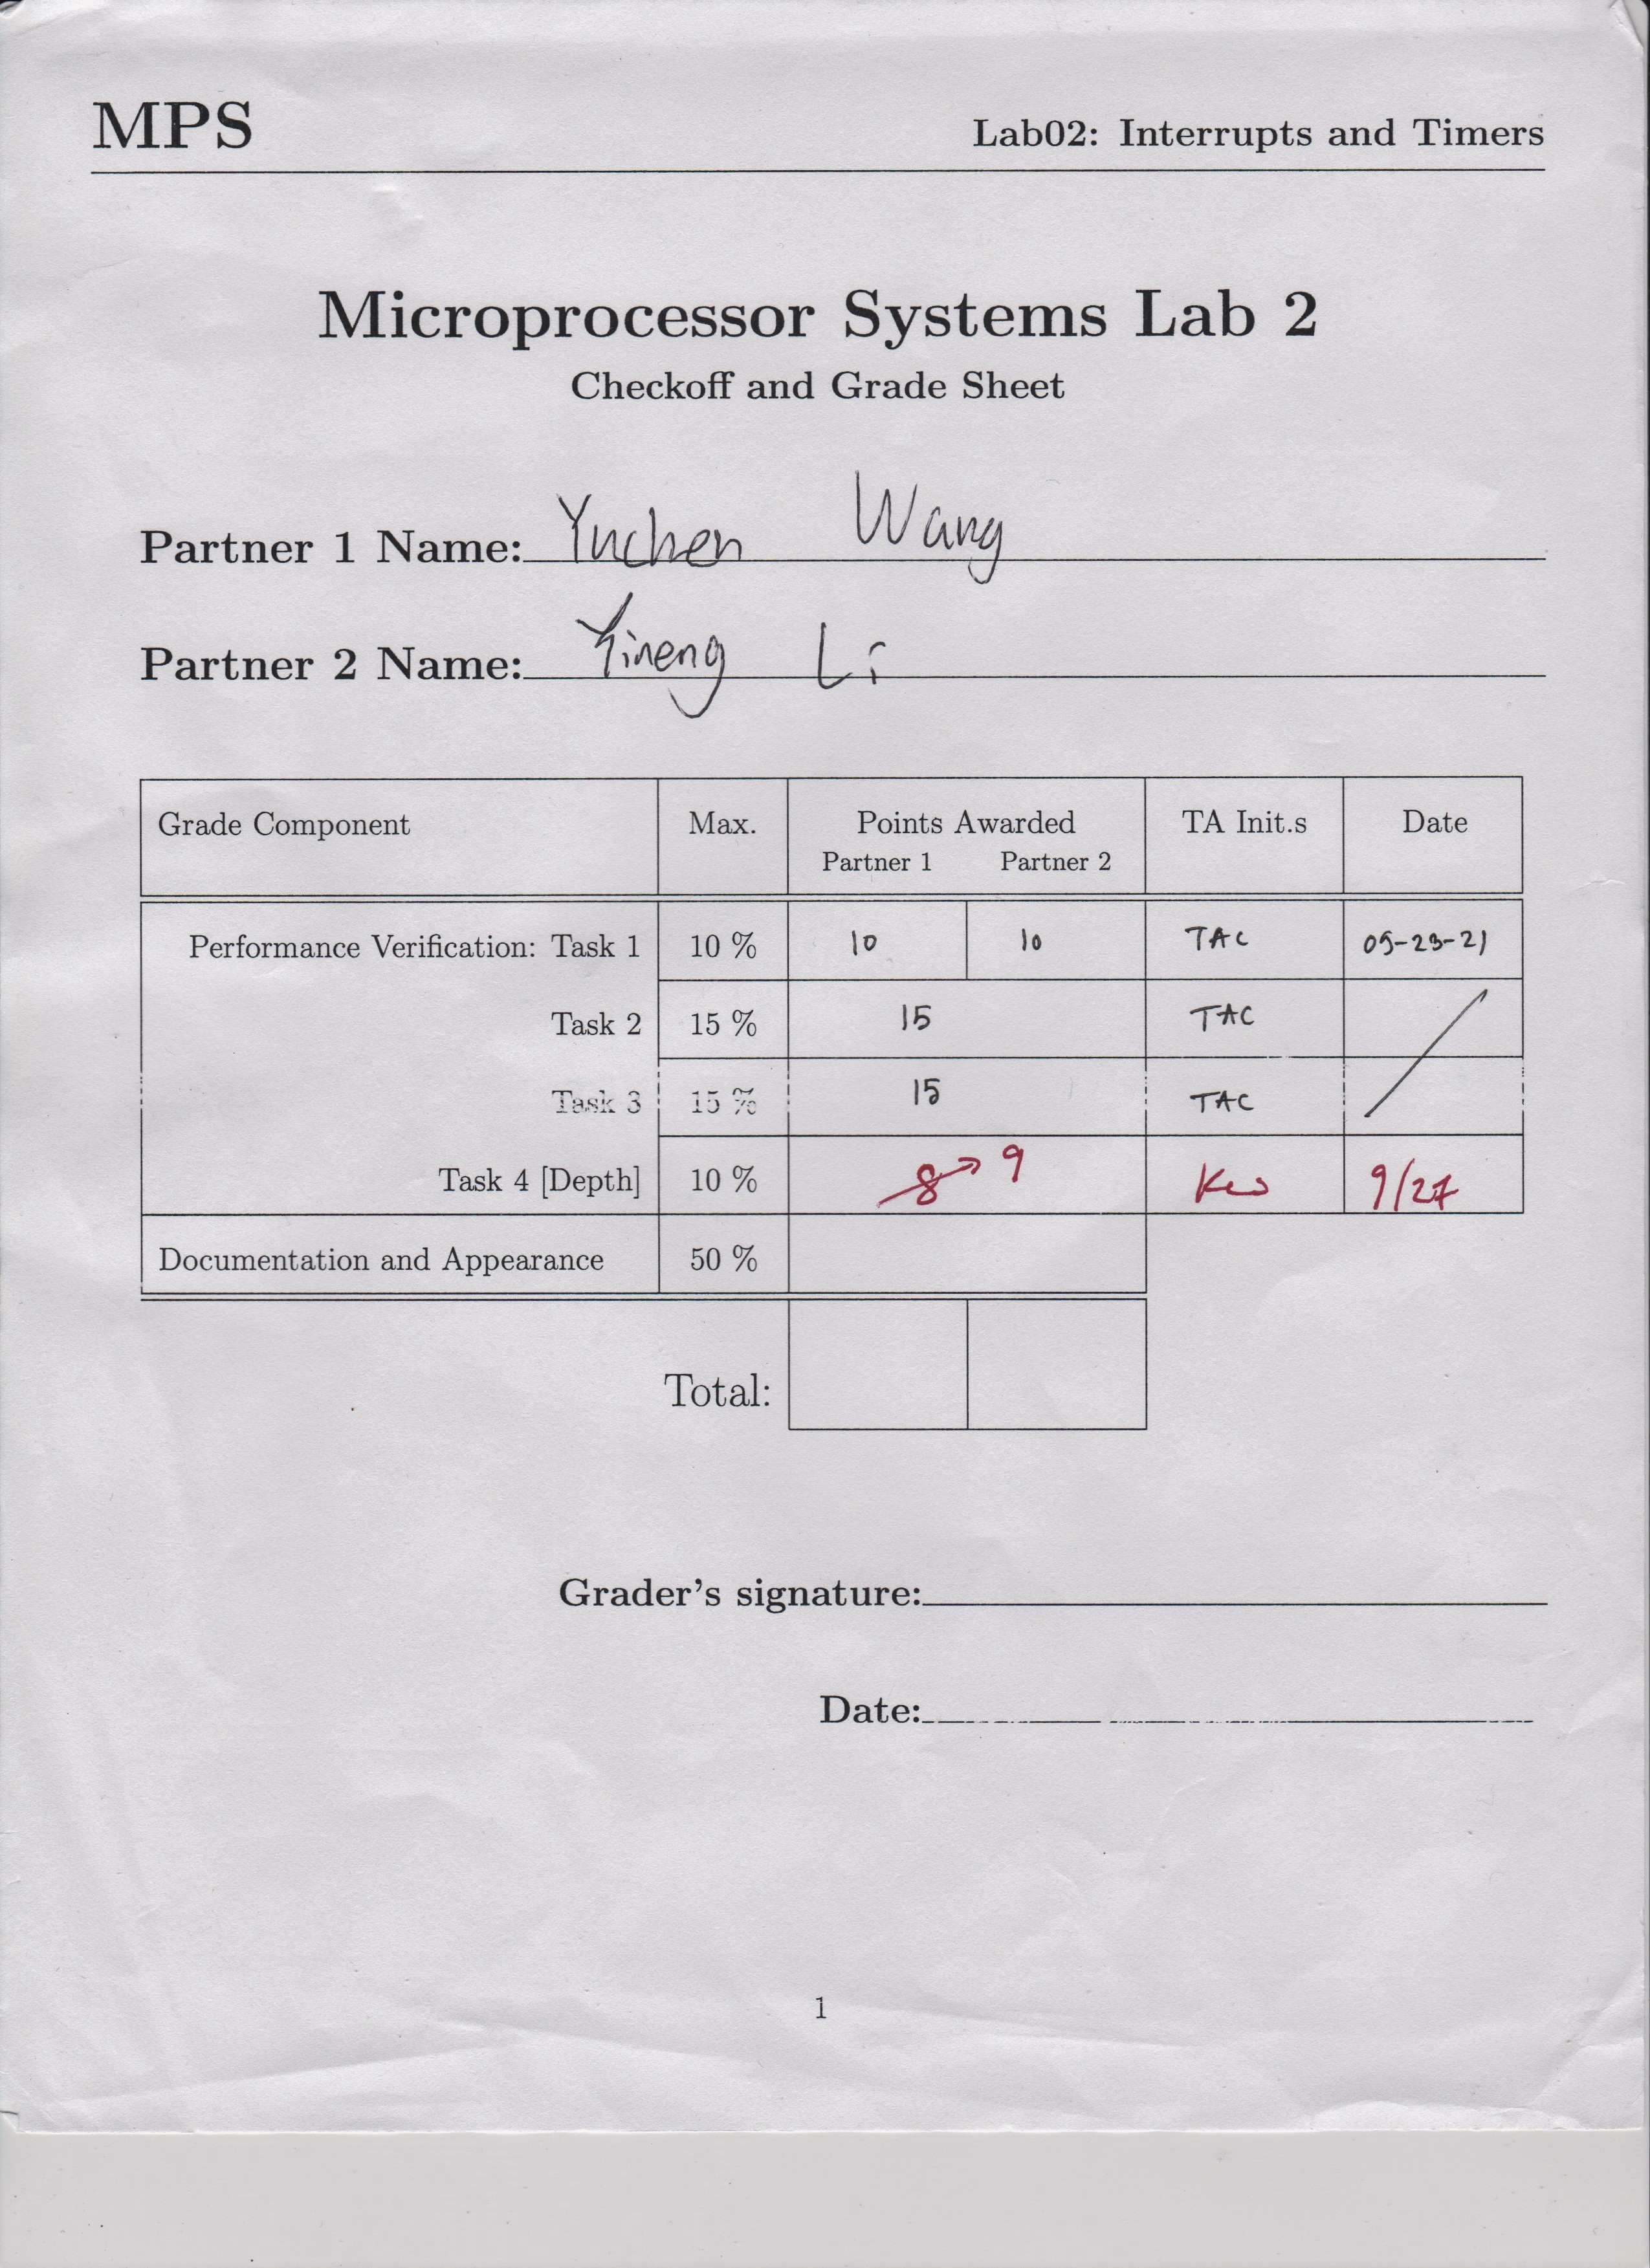 MPS Lab02: Interrupts and Timers
Microprocessor Systems Lab 2
Checkoff and Grade Sheet
Partner 1 Name: Yuchen Wang
Partner 2 Name: Yineng Li
Grade Component Max. Points Awarded TA Init.s Date
Partner 1 Partner 2
Performance Verification: Task 1 10 % 10 10 TAC 09-23-21
Task 2 15 % 15 TAC
Task 3 15 % 15 TAC
Task 4 [Depth] 10 % 8 9 9/27
Documentation and Appearance 50 %
Total:
Grader's signature:
Date:
1